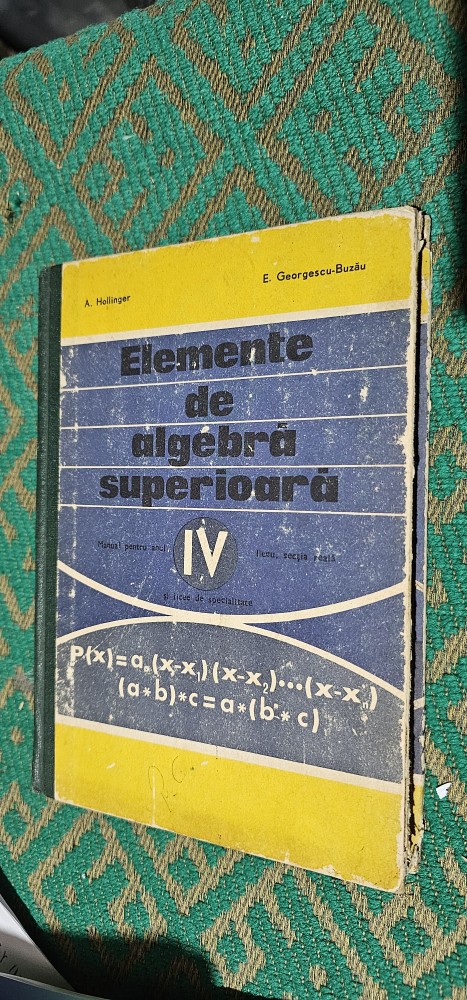 A. Hollinger
E. Georgescu-Buzău
Elemente
de
algebră
superioară
Manual pentru anul IV liceu, secția reală
și licee de specialitate
P(x)=a₀(x-x₁)(x-x₂)•••(x-xₙ)
(a*b)*c=a*(b*c)
R.G.